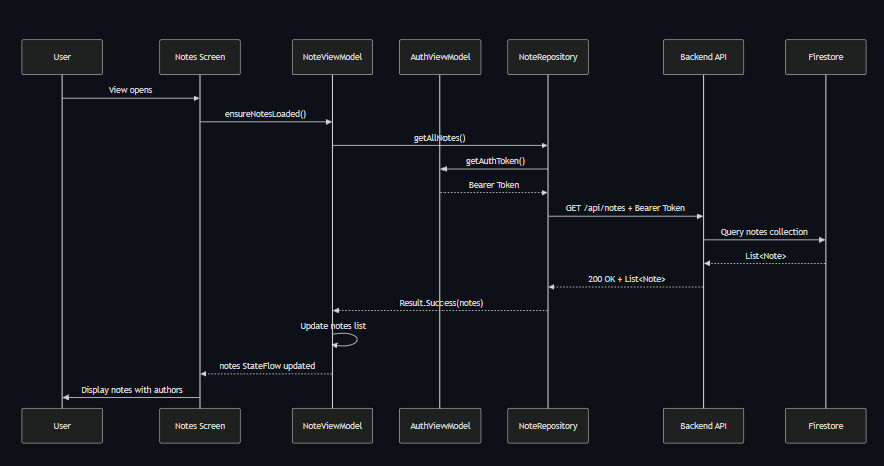 User
Notes Screen
NoteViewModel
AuthViewModel
NoteRepository
Backend API
Firestore
View opens
ensureNotesLoaded()
getAllNotes()
getAuthToken()
Bearer Token
GET /api/notes + Bearer Token
Query notes collection
List<Note>
200 OK + List<Note>
Result.Success(notes)
Update notes list
notes StateFlow updated
Display notes with authors
User
Notes Screen
NoteViewModel
AuthViewModel
NoteRepository
Backend API
Firestore